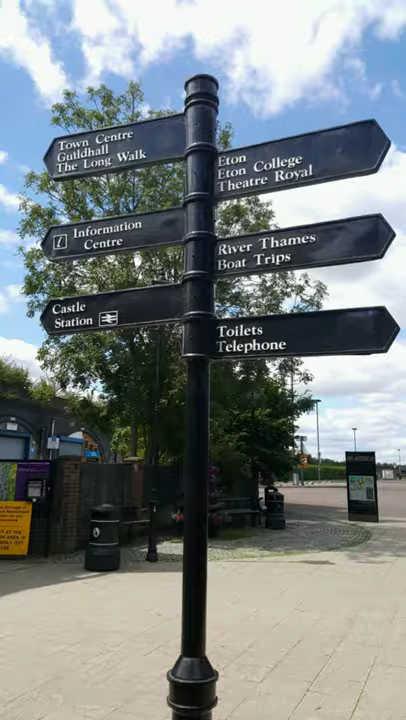 Town Centre
Guildhall
The Long Walk
Eton
Eton College
Theatre Royal
i Information
Centre
River Thames
Boat Trips
Castle
Station
Toilets
Telephone